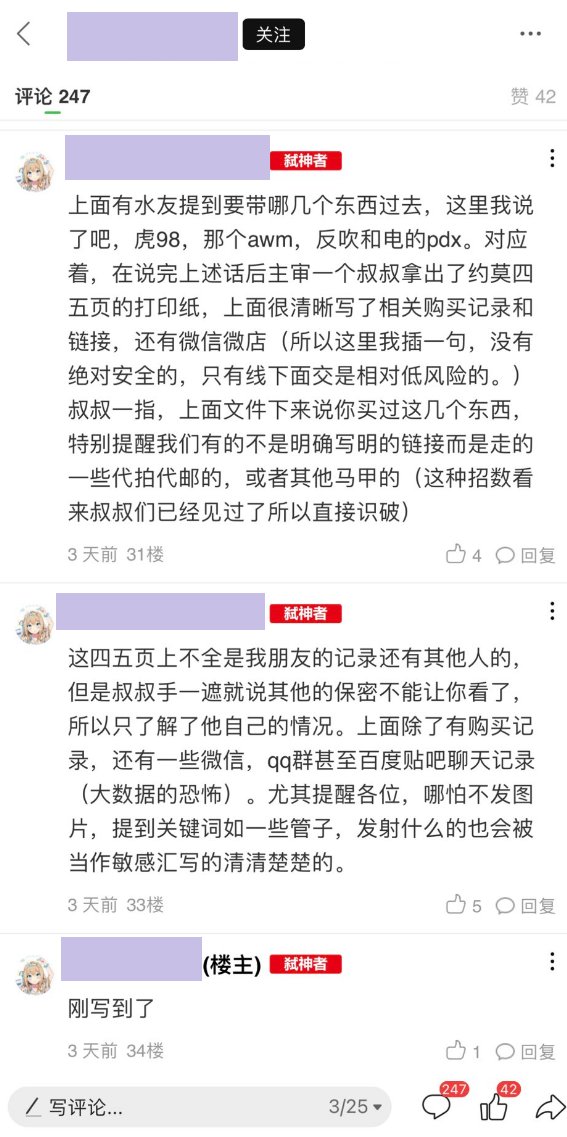 关注
评论 247
赞 42
弑神者
上面有水友提到要带哪几个东西过去，这里我说
了吧，虎98，那个awm，反吹和电的pdx。对应
着，在说完上述话后主审一个叔叔拿出了约莫四
五页的打印纸，上面很清晰写了相关购买记录和
链接，还有微信微店（所以这里我插一句，没有
绝对安全的，只有线下面交是相对低风险的。）
叔叔一指，上面文件下来说你买过这几个东西，
特别提醒我们有的不是明确写明的链接而是走的
一些代拍代邮的，或者其他马甲的（这种招数看
来叔叔们已经见过了所以直接识破）
3 天前 31楼
4 回复
弑神者
这四五页上不全是我朋友的记录还有其他人的，
但是叔叔手一遮就说其他的保密不能让你看了，
所以只了解了他自己的情况。上面除了有购买记
录，还有一些微信，qq群甚至百度贴吧聊天记录
（大数据的恐怖）。尤其提醒各位，哪怕不发图
片，提到关键词如一些管子，发射什么的也会被
当作敏感汇写的清清楚楚的。
3 天前 33楼
5 回复
(楼主) 弑神者
刚写到了
3 天前 34楼
1 回复
写评论...
3/25
247
42